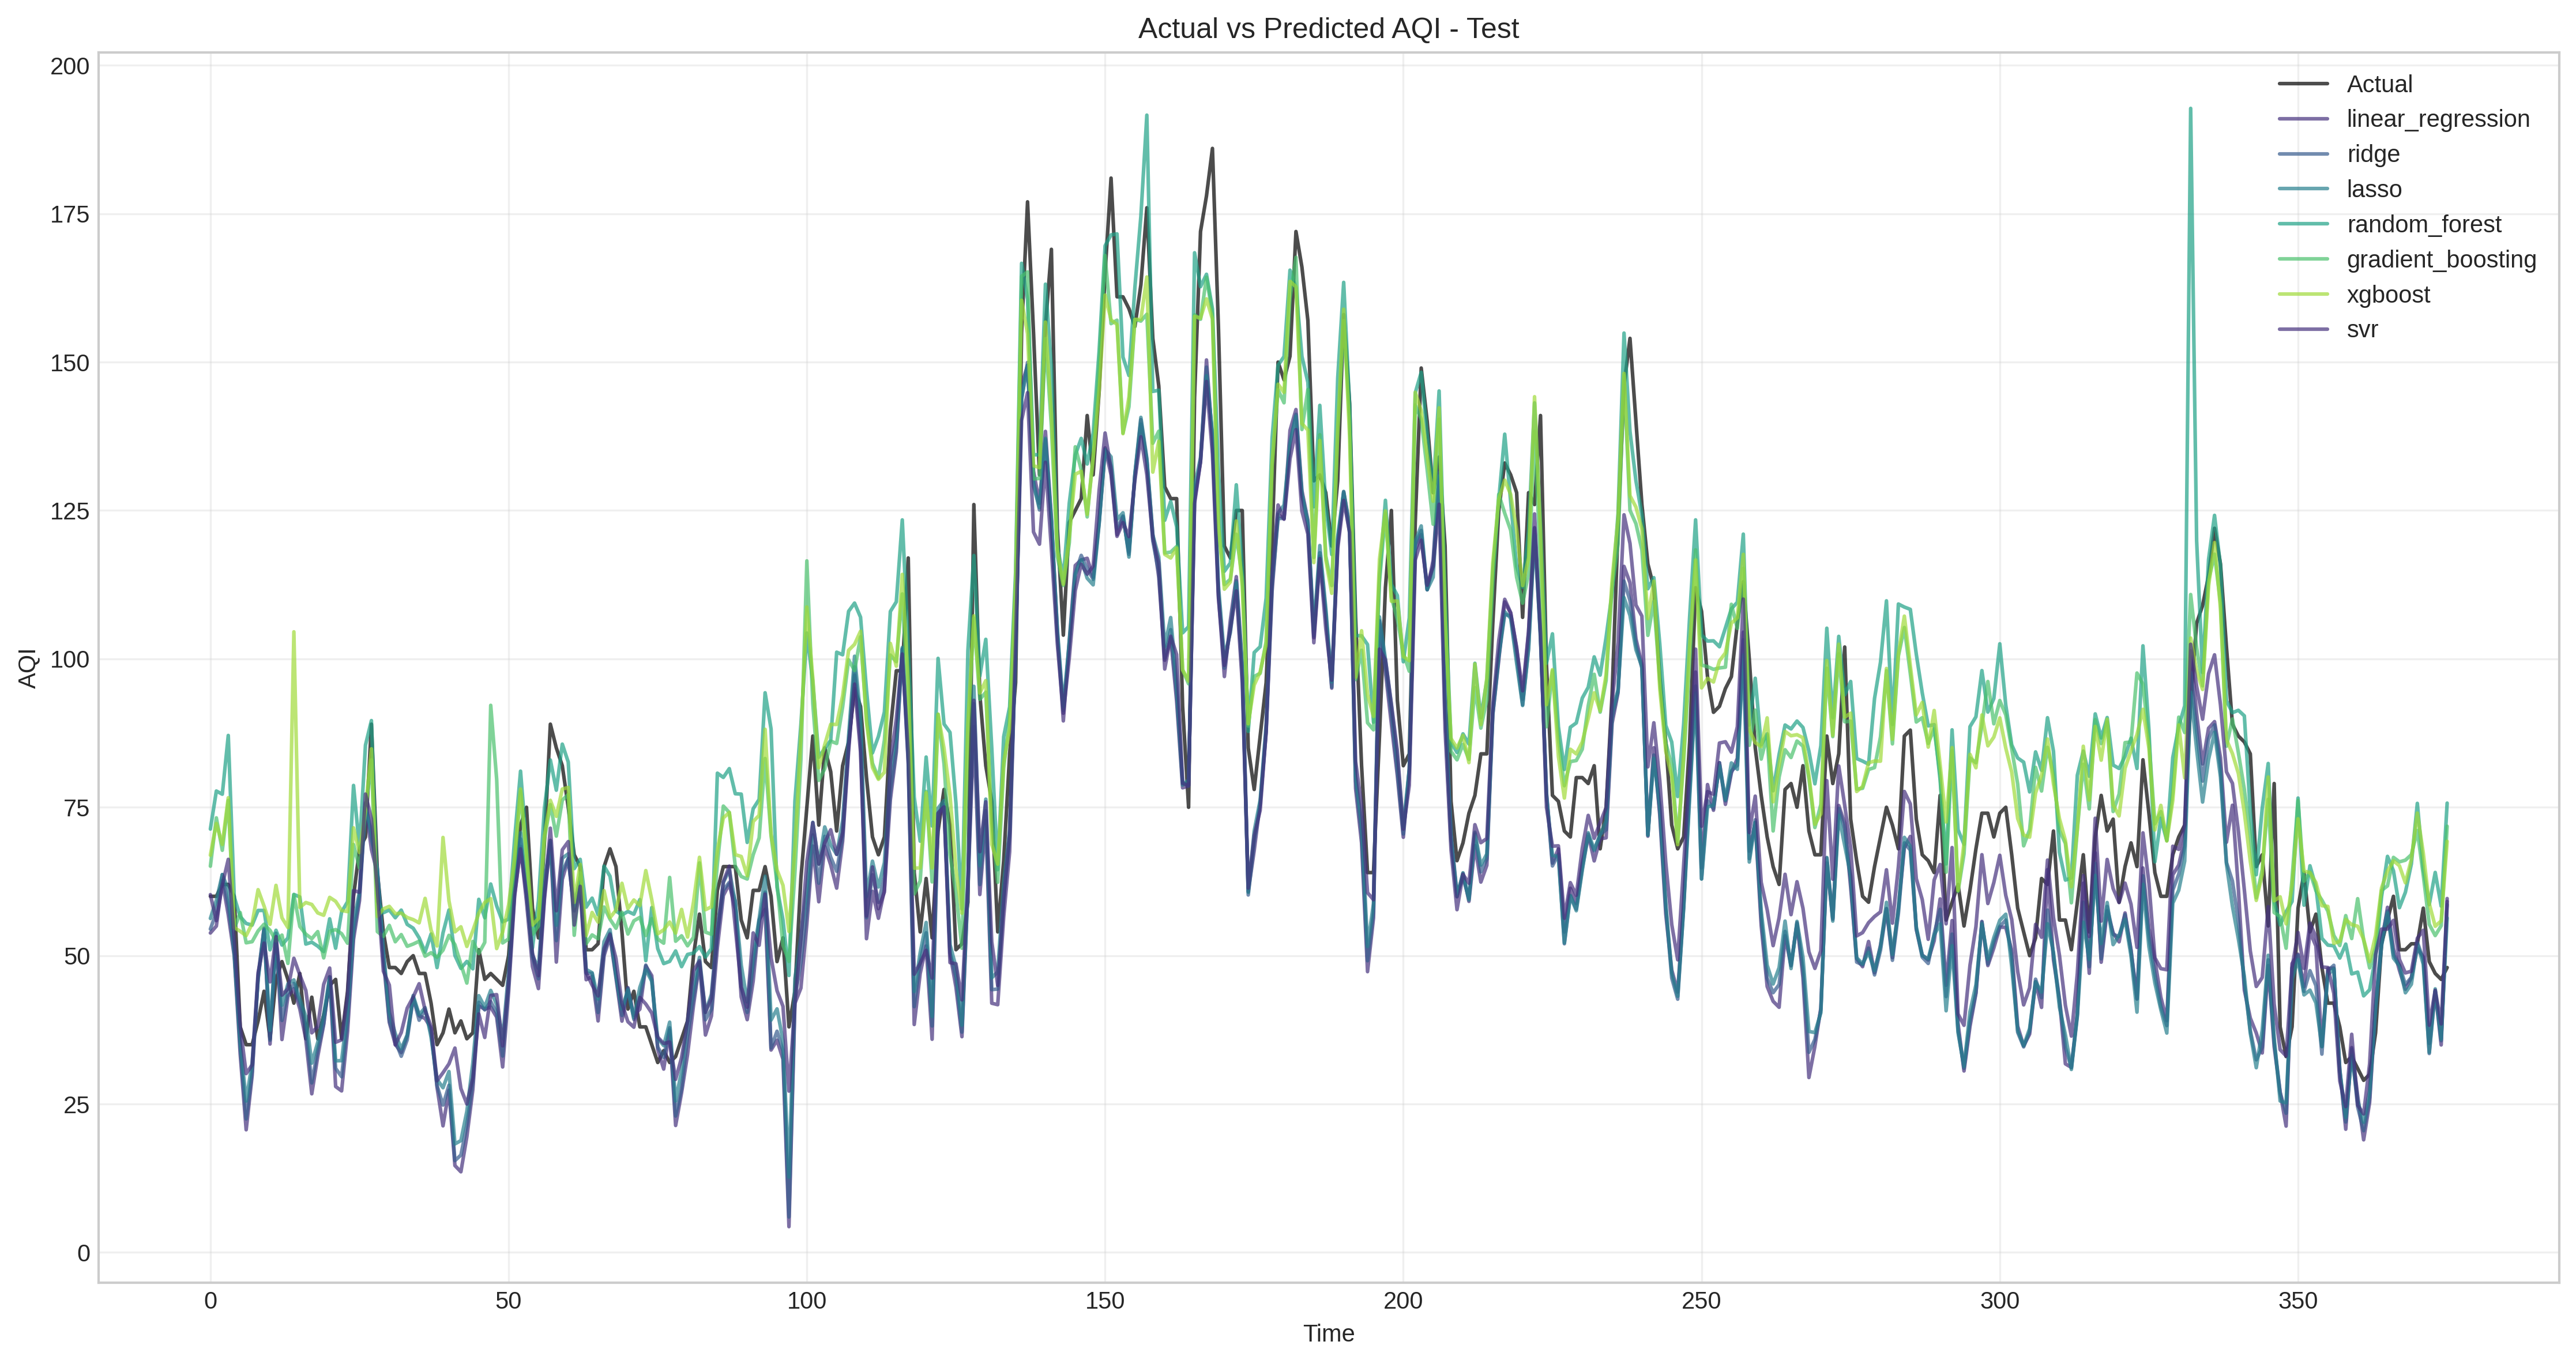 Actual vs Predicted AQI - Test
200
175
150
125
100
75
50
25
0
AQI
Actual
linear_regression
ridge
lasso
random_forest
gradient_boosting
xgboost
svr
0 50 100 150 200 250 300 350
Time